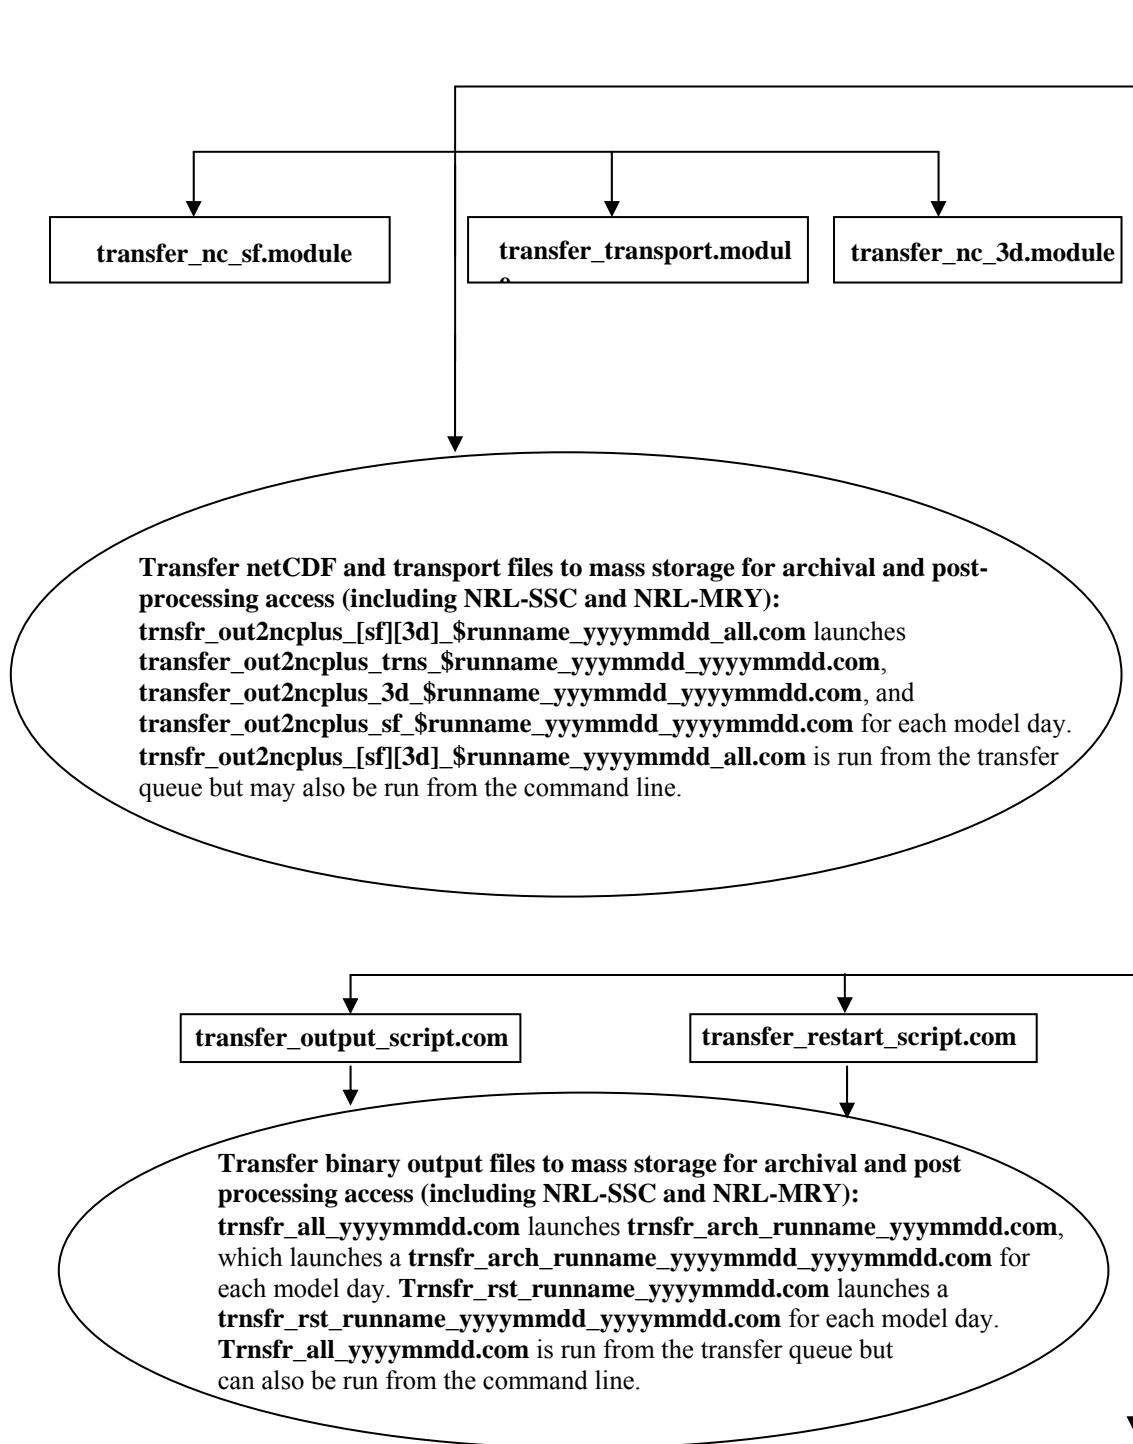 transfer_nc_sf.module
transfer_transport.modul
transfer_nc_3d.module
Transfer netCDF and transport files to mass storage for archival and post-
processing access (including NRL-SSC and NRL-MRY):
trnsfr_out2ncplus_[sf][3d]_$runname_yyyymmdd_all.com launches
transfer_out2ncplus_trns_$runname_yyymmdd_yyyymmdd.com,
transfer_out2ncplus_3d_$runname_yyymmdd_yyyymmdd.com, and
transfer_out2ncplus_sf_$runname_yyymmdd_yyyymmdd.com for each model day.
trnsfr_out2ncplus_[sf][3d]_$runname_yyyymmdd_all.com is run from the transfer
queue but may also be run from the command line.
transfer_output_script.com
transfer_restart_script.com
Transfer binary output files to mass storage for archival and post
processing access (including NRL-SSC and NRL-MRY):
trnsfr_all_yyyymmdd.com launches trnsfr_arch_runname_yyymmdd.com,
which launches a trnsfr_arch_runname_yyyymmdd_yyyymmdd.com for
each model day. Trnsfr_rst_runname_yyyymmdd.com launches a
trnsfr_rst_runname_yyyymmdd_yyyymmdd.com for each model day.
Trnsfr_all_yyyymmdd.com is run from the transfer queue but
can also be run from the command line.